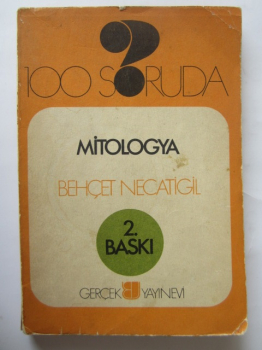 ?
100 SORUDA
MİTOLOGYA
BEHÇET NECATİGİL
2.
BASKI
GERÇEK YAYINEVİ